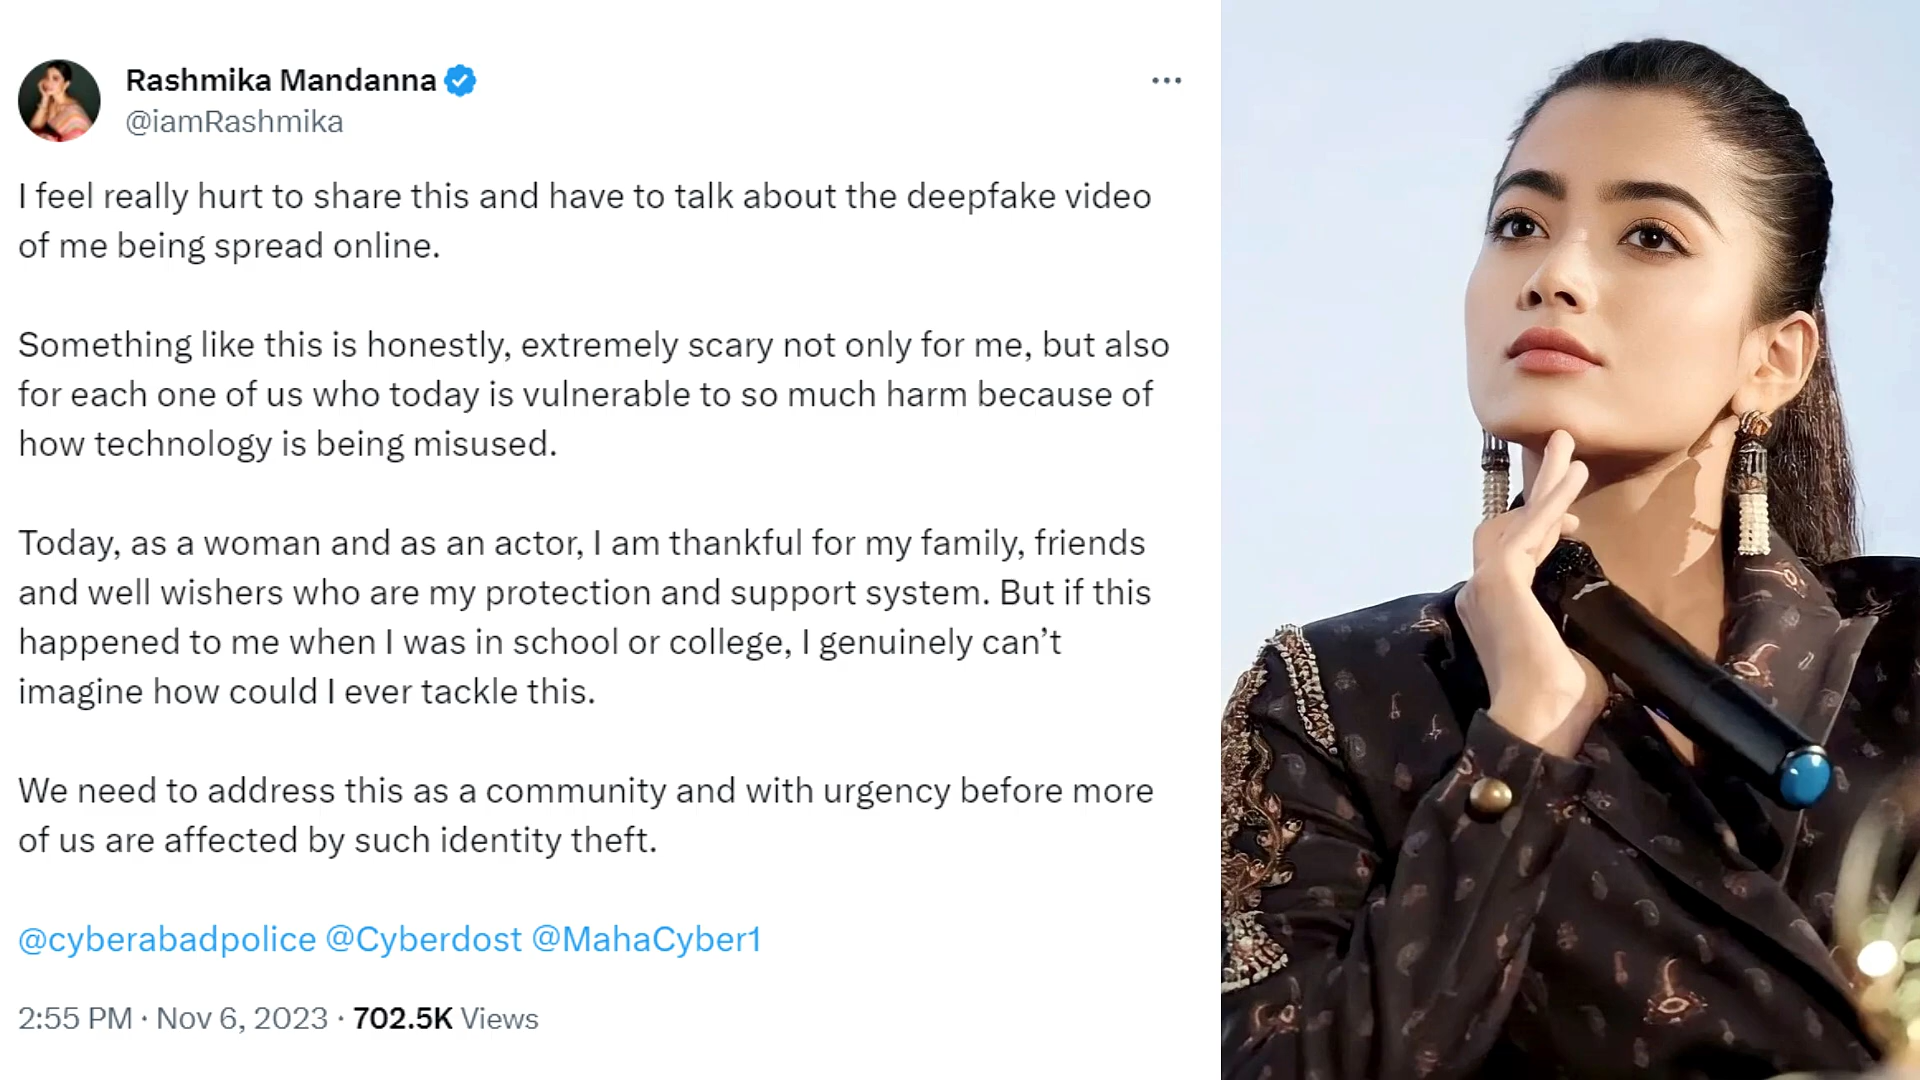 Rashmika Mandanna
@iamRashmika
I feel really hurt to share this and have to talk about the deepfake video
of me being spread online.
Something like this is honestly, extremely scary not only for me, but also
for each one of us who today is vulnerable to so much harm because of
how technology is being misused.
Today, as a woman and as an actor, I am thankful for my family, friends
and well wishers who are my protection and support system. But if this
happened to me when I was in school or college, I genuinely can’t
imagine how could I ever tackle this.
We need to address this as a community and with urgency before more
of us are affected by such identity theft.
@cyberabadpolice @Cyberdost @MahaCyber1
2:55 PM · Nov 6, 2023 · 702.5K Views